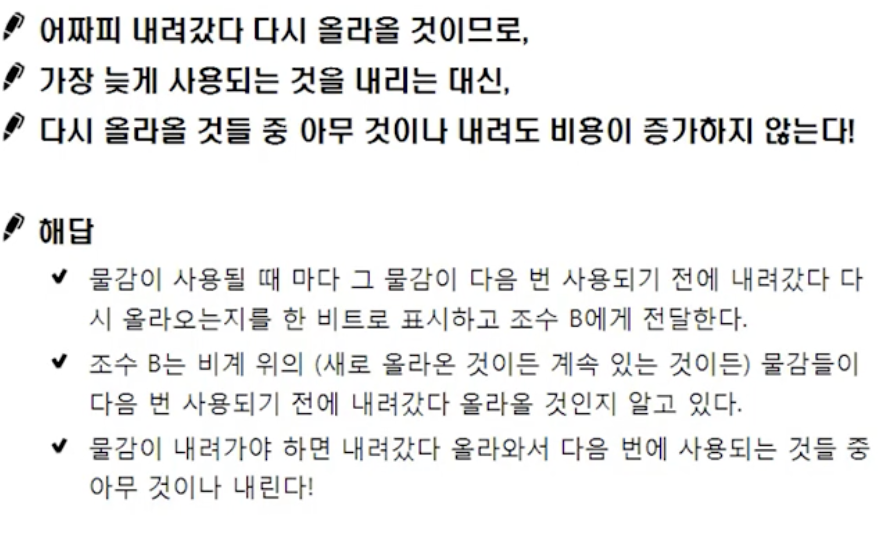 어짜피 내려갔다 다시 올라올 것이므로,
가장 늦게 사용되는 것을 내리는 대신,
다시 올라올 것들 중 아무 것이나 내려도 비용이 증가하지 않는다!
해답
물감이 사용될 때 마다 그 물감이 다음 번 사용되기 전에 내려갔다 다
시 올라오는지를 한 비트로 표시하고 조수 B에게 전달한다.
조수 B는 비계 위의 (새로 올라온 것이든 계속 있는 것이든) 물감들이
다음 번 사용되기 전에 내려갔다 올라올 것인지 알고 있다.
물감이 내려가야 하면 내려갔다 올라와서 다음 번에 사용되는 것들 중
아무 것이나 내린다!